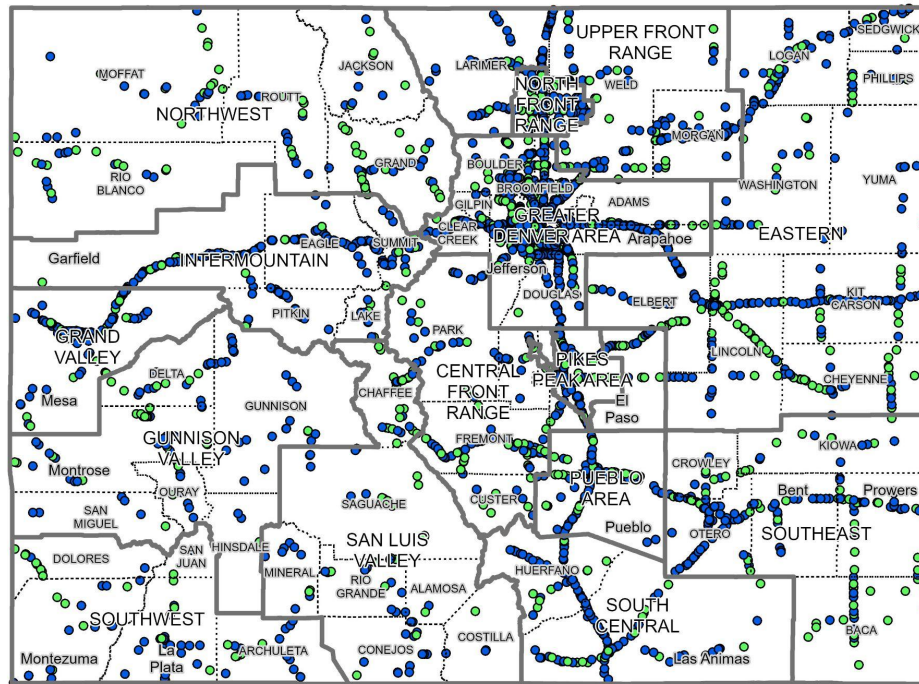 UPPER FRONT
RANGE
SEDGWICK
LOGAN
PHILLIPS
MOFFAT
JACKSON
LARIMER
WELD
NORTH
FRONT
RANGE
ROUTT
NORTHWEST
MORGAN
GRAND
BOULDER
RIO
BLANCO
BROOMFIELD
WASHINGTON
YUMA
GILPIN
ADAMS
GREATER
DENVER AREA
CLEAR
CREEK
Arapahoe
EASTERN
EAGLE
SUMMIT
Garfield
INTERMOUNTAIN
Jefferson
DOUGLAS
ELBERT
KIT
CARSON
PITKIN
LAKE
PARK
GRAND
VALLEY
LINCOLN
PIKES
PEAK AREA
CENTRAL
FRONT
RANGE
DELTA
CHEYENNE
Mesa
CHAFFEE
GUNNISON
El
Paso
GUNNISON
VALLEY
FREMONT
KIOWA
Montrose
CROWLEY
PUEBLO
AREA
OURAY
CUSTER
Bent
Prowers
SAGUACHE
SAN
MIGUEL
Pueblo
OTERO
SOUTHEAST
SAN
JUAN
HINSDALE
SAN LUIS
VALLEY
DOLORES
MINERAL
HUERFANO
RIO
GRANDE
ALAMOSA
SOUTH
CENTRAL
SOUTHWEST
COSTILLA
BACA
La
Plata
ARCHULETA
CONEJOS
Montezuma
Las Animas